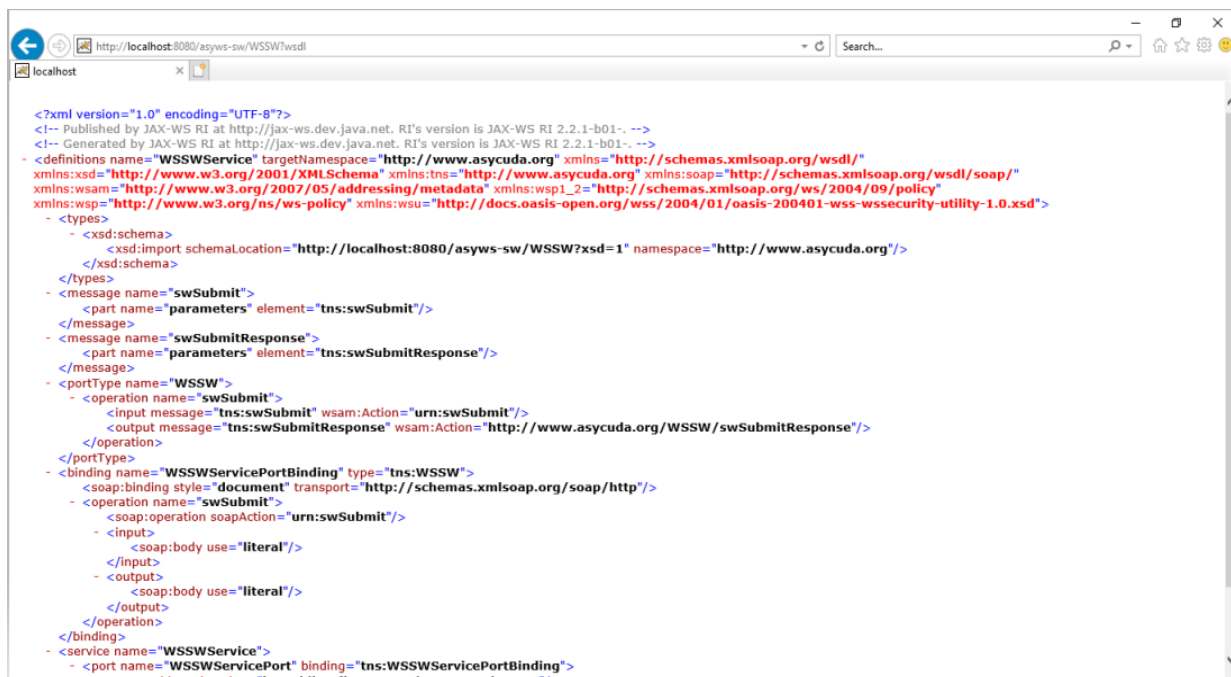 http://localhost:8080/asyws-sw/WSSW?wsdl
Search...
localhost
<?xml version="1.0" encoding="UTF-8"?>
<!-- Published by JAX-WS RI at http://jax-ws.dev.java.net. RI's version is JAX-WS RI 2.2.1-b01-. -->
<!-- Generated by JAX-WS RI at http://jax-ws.dev.java.net. RI's version is JAX-WS RI 2.2.1-b01-. -->
- <definitions name="WSSWService" targetNamespace="http://www.asycuda.org" xmlns="http://schemas.xmlsoap.org/wsdl/"
xmlns:xsd="http://www.w3.org/2001/XMLSchema" xmlns:tns="http://www.asycuda.org" xmlns:soap="http://schemas.xmlsoap.org/wsdl/soap/"
xmlns:wsam="http://www.w3.org/2007/05/addressing/metadata" xmlns:wsp1_2="http://schemas.xmlsoap.org/ws/2004/09/policy"
xmlns:wsp="http://www.w3.org/ns/ws-policy" xmlns:wsu="http://docs.oasis-open.org/wss/2004/01/oasis-200401-wss-wssecurity-utility-1.0.xsd">
- <types>
- <xsd:schema>
<xsd:import schemaLocation="http://localhost:8080/asyws-sw/WSSW?xsd=1" namespace="http://www.asycuda.org"/>
</xsd:schema>
</types>
- <message name="swSubmit">
<part name="parameters" element="tns:swSubmit"/>
</message>
- <message name="swSubmitResponse">
<part name="parameters" element="tns:swSubmitResponse"/>
</message>
- <portType name="WSSW">
- <operation name="swSubmit">
<input message="tns:swSubmit" wsam:Action="urn:swSubmit"/>
<output message="tns:swSubmitResponse" wsam:Action="http://www.asycuda.org/WSSW/swSubmitResponse"/>
</operation>
</portType>
- <binding name="WSSWServicePortBinding" type="tns:WSSW">
<soap:binding style="document" transport="http://schemas.xmlsoap.org/soap/http"/>
- <operation name="swSubmit">
<soap:operation soapAction="urn:swSubmit"/>
- <input>
<soap:body use="literal"/>
</input>
- <output>
<soap:body use="literal"/>
</output>
</operation>
</binding>
- <service name="WSSWService">
- <port name="WSSWServicePort" binding="tns:WSSWServicePortBinding">